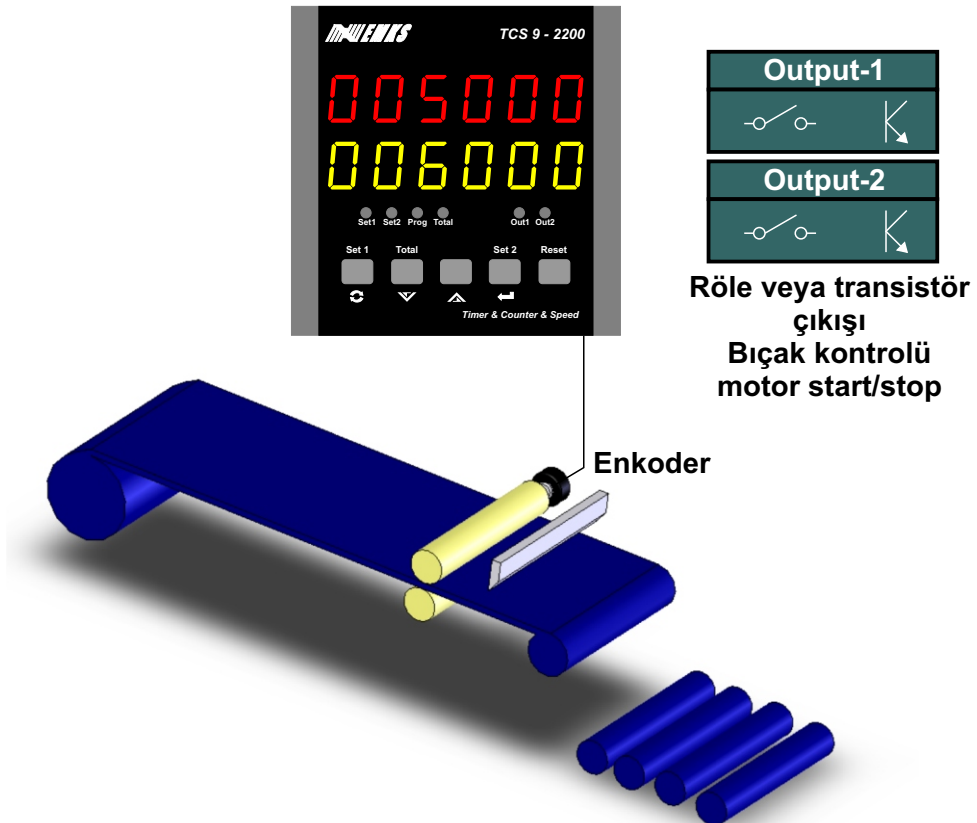 ENKS
TCS 9 - 2200
005000
006000
Set1 Set2 Prog Total Out1 Out2
Set 1 Total Set 2 Reset
Timer & Counter & Speed
Output-1
Output-2
Röle veya transistör
çıkışı
Bıçak kontrolü
motor start/stop
Enkoder